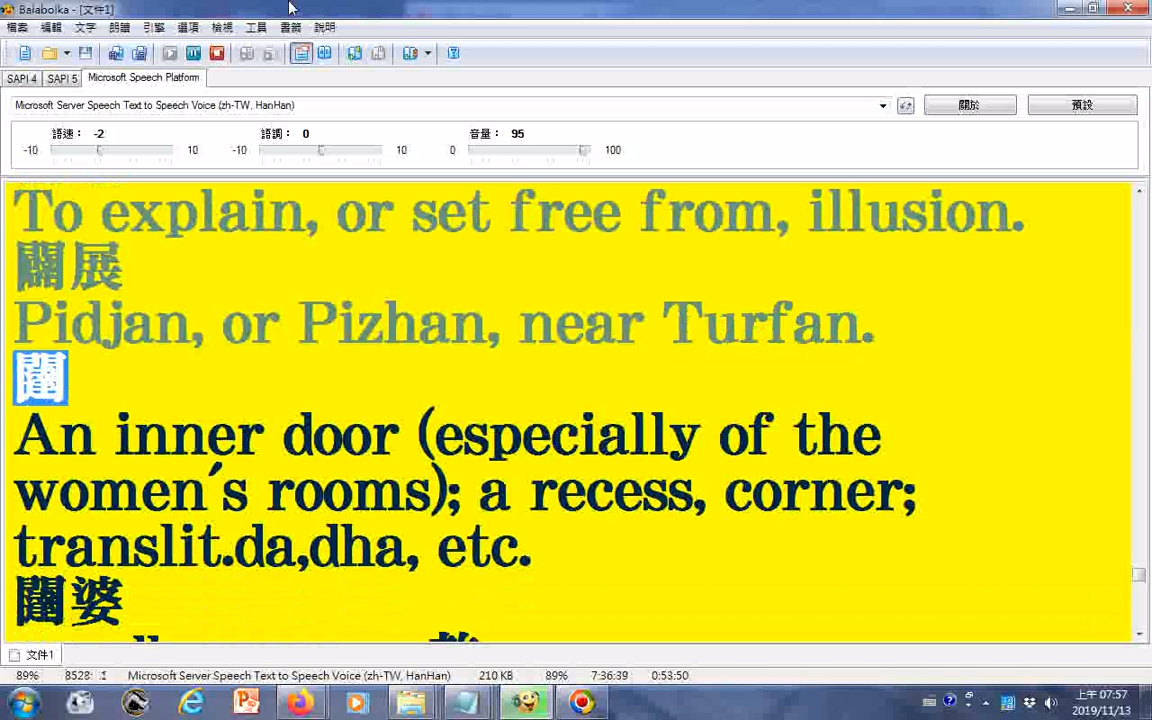 Balabolka - [文件1]
檔案 編輯 文字 朗讀 引擎 選項 檢視 工具 書籤 說明
SAPI 4 SAPI 5 Microsoft Speech Platform
Microsoft Server Speech Text to Speech Voice (zh-TW, HanHan) 關於 預設
語速： -2 語調： 0 音量： 95
-10 10 -10 10 0 100
To explain, or set free from, illusion.
闢展
Pidjan, or Pizhan, near Turfan.
闥
An inner door (especially of the
women's rooms); a recess, corner;
translit.da,dha, etc.
闥婆
文件1
89% Microsoft Server Speech Text to Speech Voice (zh-TW, HanHan) 210 KB 89% 7:36:39 0:53:50
上午 07:57
2019/11/13